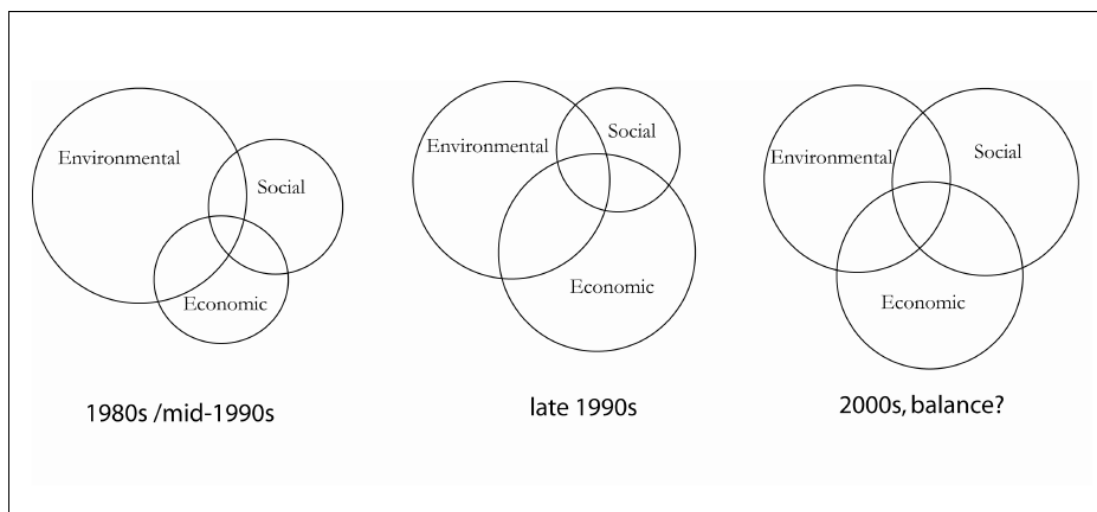 Environmental
Social
Economic
1980s /mid-1990s
Environmental
Social
Economic
late 1990s
Environmental
Social
Economic
2000s, balance?